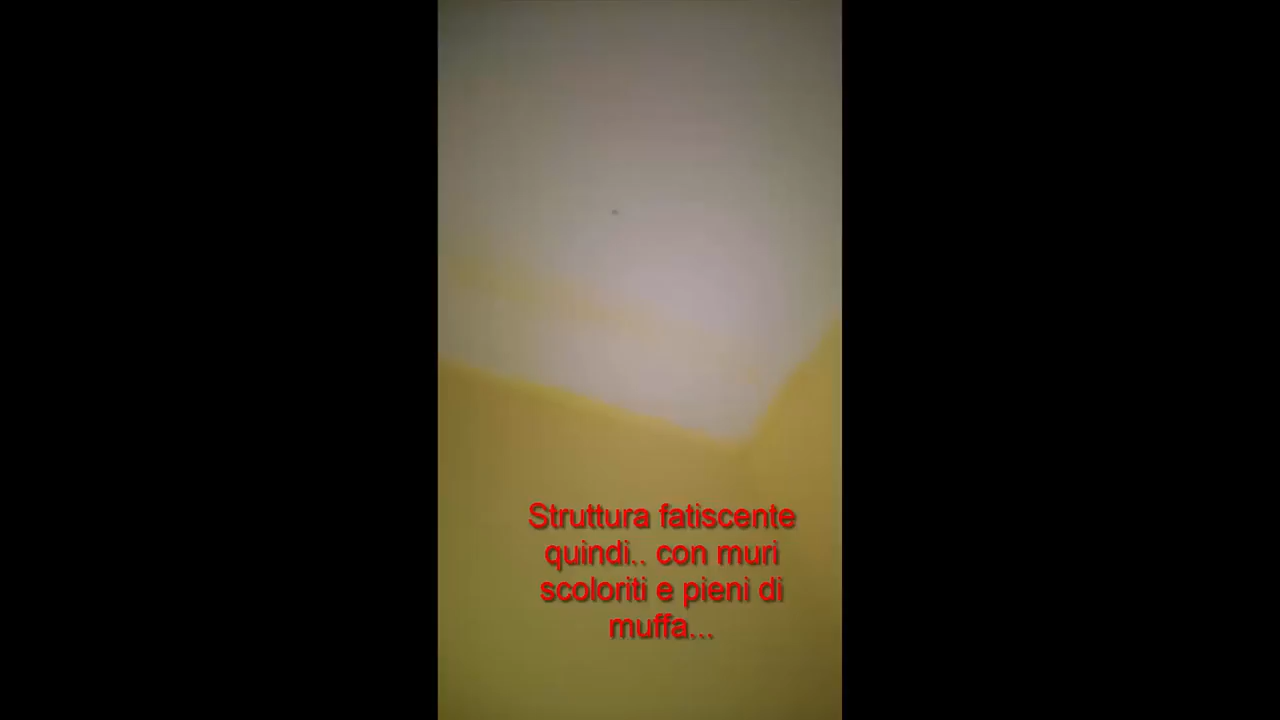 Struttura fatiscente
quindi.. con muri
scoloriti e pieni di
muffa...